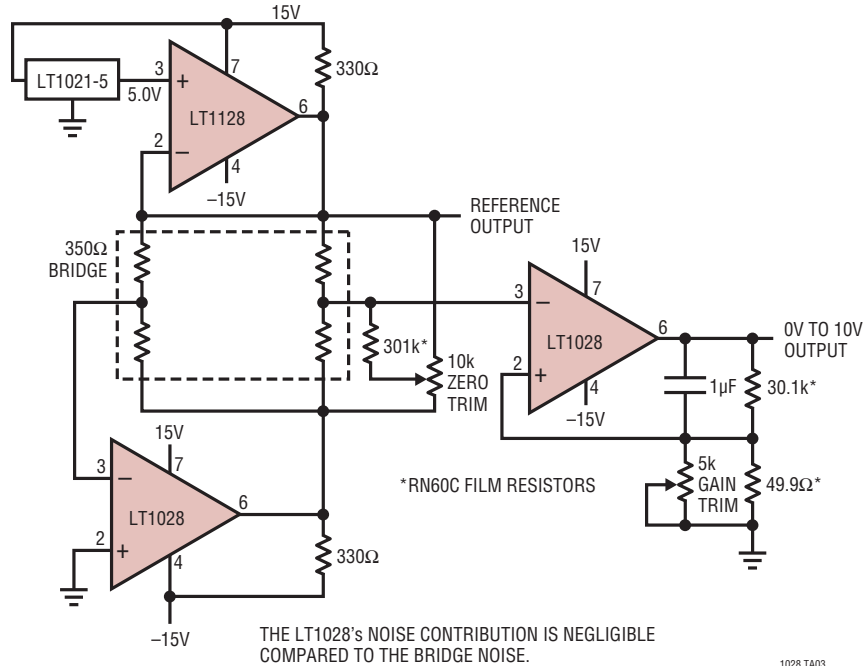 15V
LT1021-5
5.0V
3
+
7
LT1128
6
330Ω
2
–
4
–15V
REFERENCE
OUTPUT
350Ω
BRIDGE
15V
3
–
7
LT1028
6
0V TO 10V
OUTPUT
2
+
4
–15V
301k*
10k
ZERO
TRIM
1µF
30.1k*
15V
3
–
7
LT1028
6
2
+
4
–15V
330Ω
*RN60C FILM RESISTORS
5k
GAIN
TRIM
49.9Ω*
THE LT1028's NOISE CONTRIBUTION IS NEGLIGIBLE
COMPARED TO THE BRIDGE NOISE.
1028 TA03